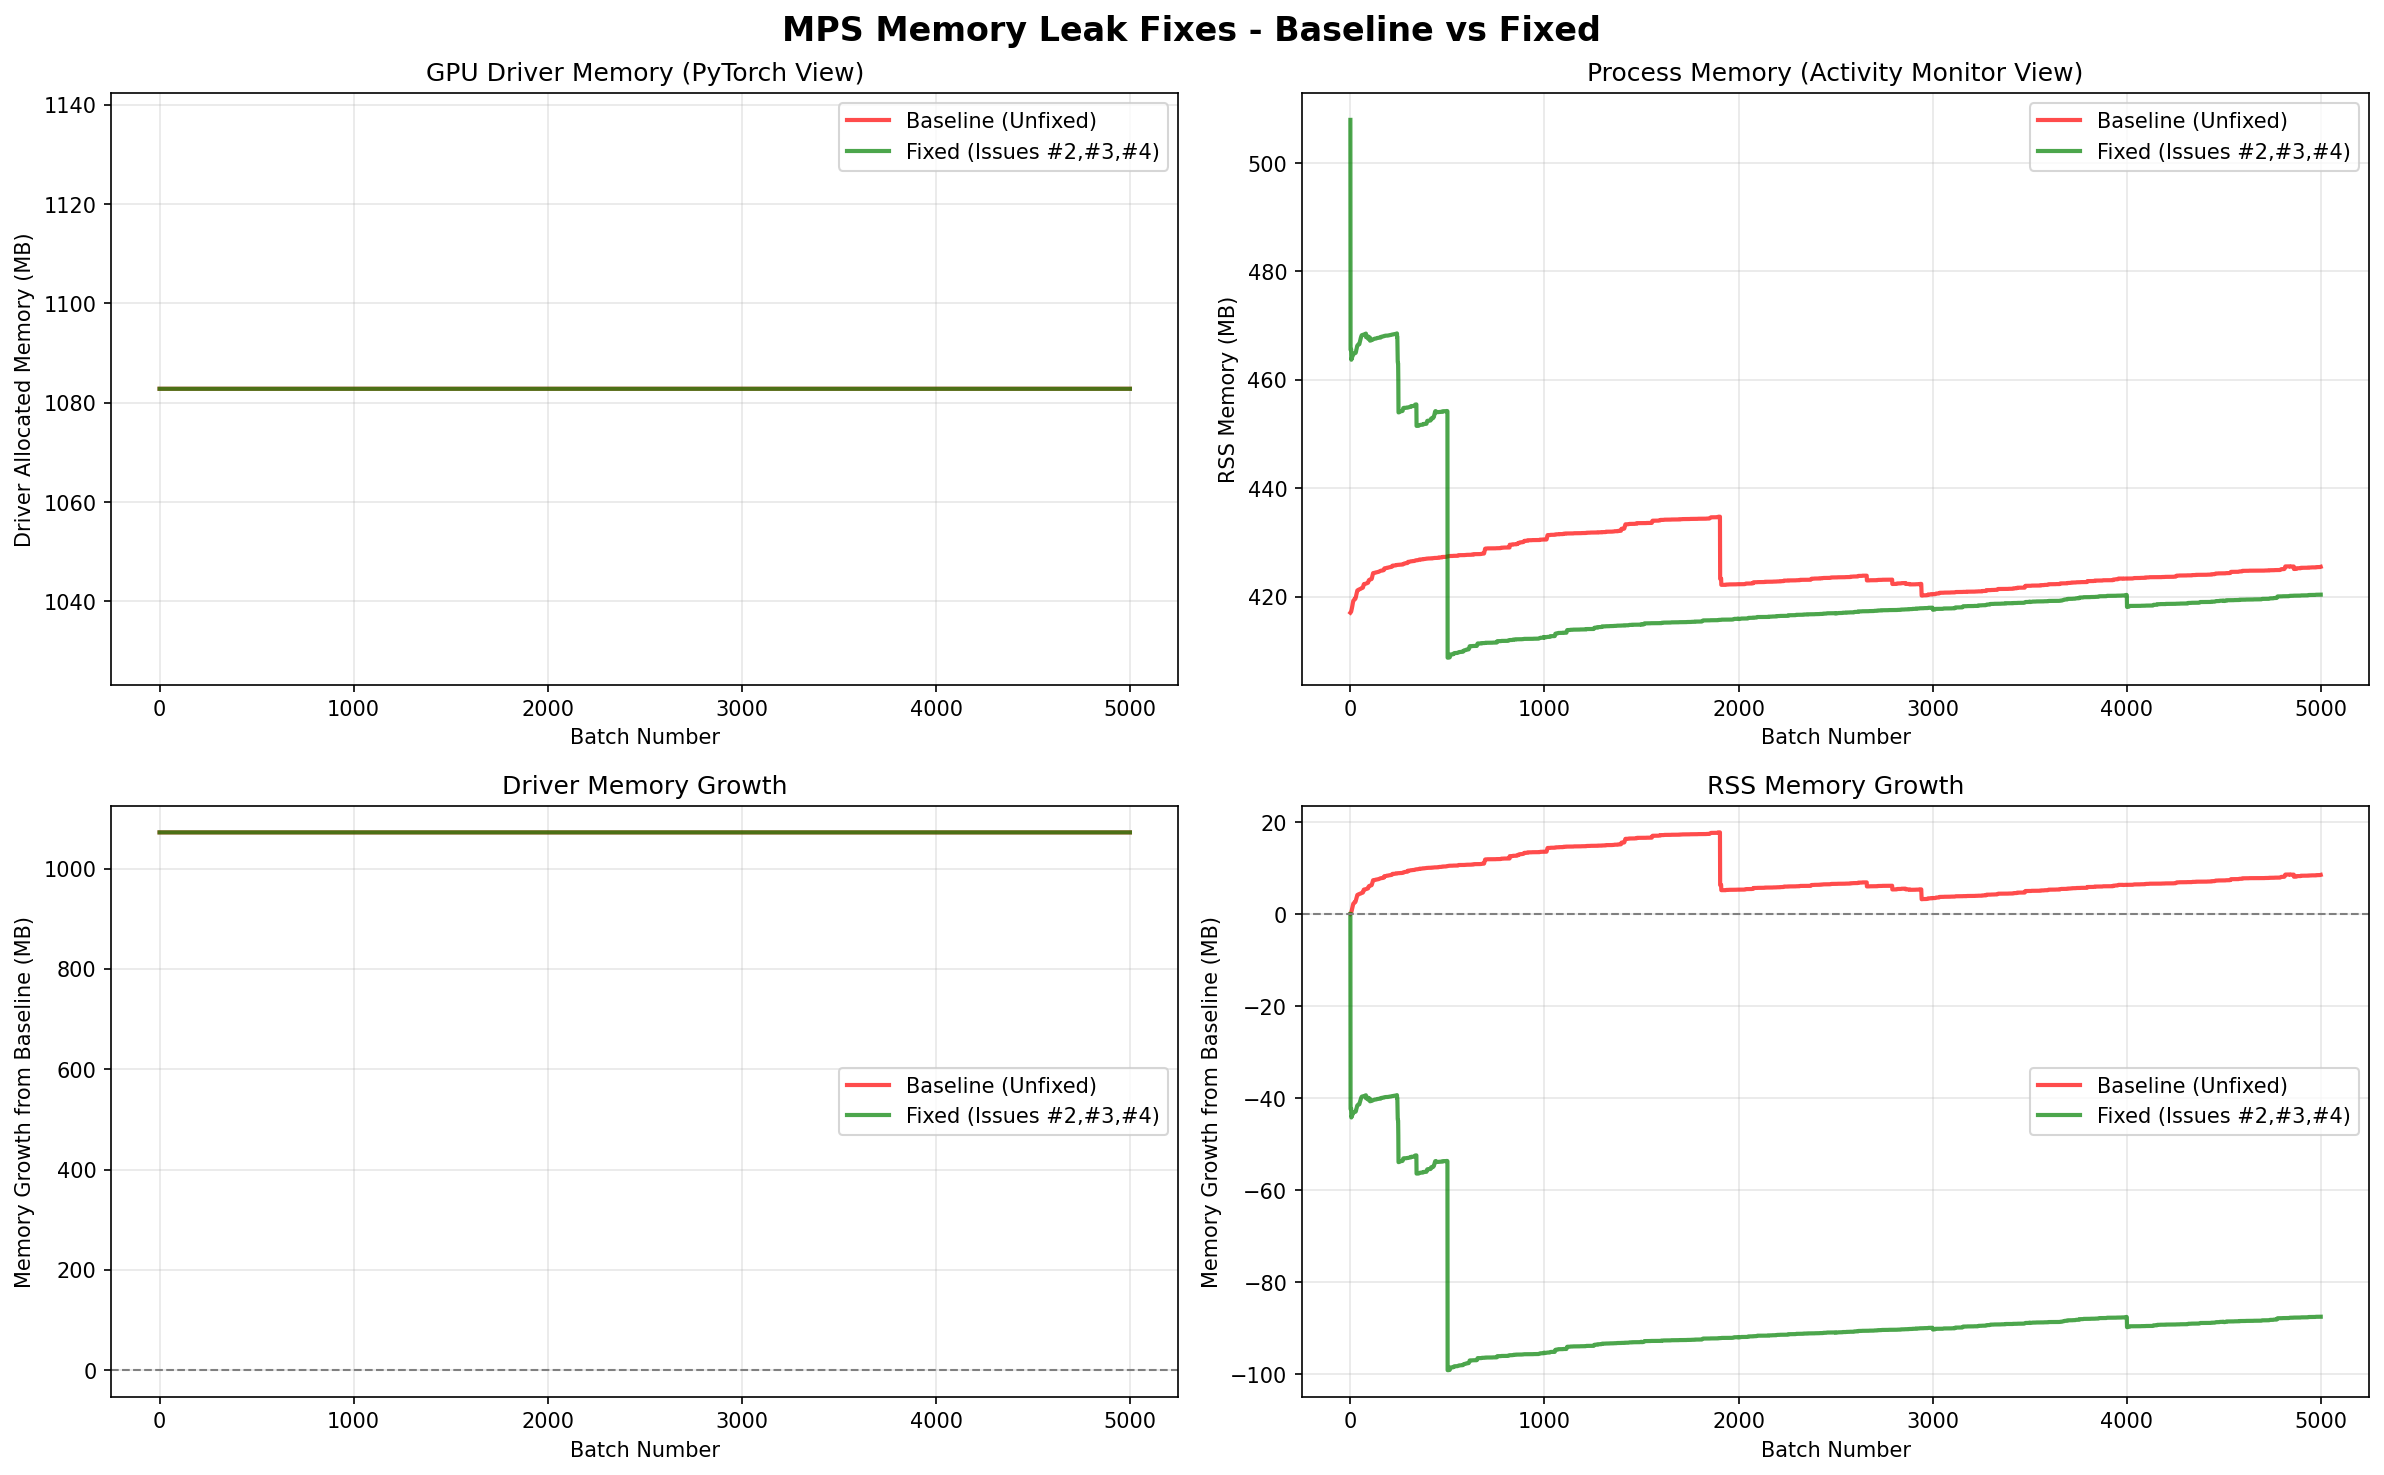 MPS Memory Leak Fixes - Baseline vs Fixed
GPU Driver Memory (PyTorch View)
Driver Allocated Memory (MB)
1140
1120
1100
1080
1060
1040
Baseline (Unfixed)
Fixed (Issues #2,#3,#4)
0 1000 2000 3000 4000 5000
Batch Number
Process Memory (Activity Monitor View)
RSS Memory (MB)
500
480
460
440
420
Baseline (Unfixed)
Fixed (Issues #2,#3,#4)
0 1000 2000 3000 4000 5000
Batch Number
Driver Memory Growth
Memory Growth from Baseline (MB)
1000
800
600
400
200
0
Baseline (Unfixed)
Fixed (Issues #2,#3,#4)
0 1000 2000 3000 4000 5000
Batch Number
RSS Memory Growth
Memory Growth from Baseline (MB)
20
0
−20
−40
−60
−80
−100
Baseline (Unfixed)
Fixed (Issues #2,#3,#4)
0 1000 2000 3000 4000 5000
Batch Number